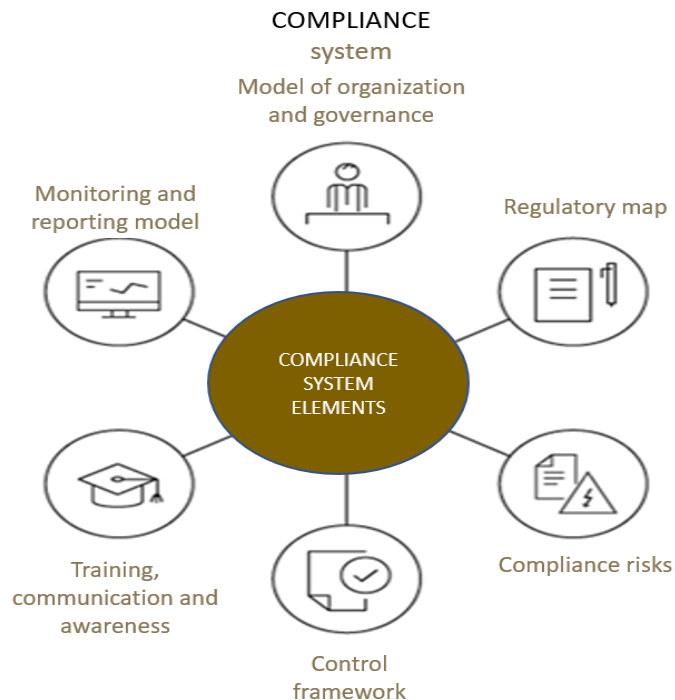 COMPLIANCE
system
Model of organization
and governance
Monitoring and
reporting model
Regulatory map
COMPLIANCE
SYSTEM
ELEMENTS
Training,
communication and
awareness
Compliance risks
Control
framework